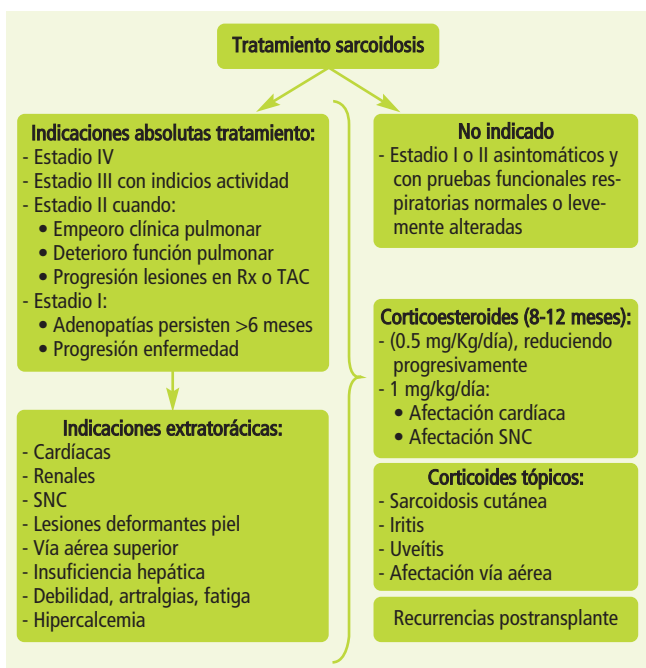 Tratamiento sarcoidosis
Indicaciones absolutas tratamiento:
- Estadio IV
- Estadio III con indicios actividad
- Estadio II cuando:
• Empeoro clínica pulmonar
• Deterioro función pulmonar
• Progresión lesiones en Rx o TAC
- Estadio I:
• Adenopatías persisten >6 meses
• Progresión enfermedad
Indicaciones extratorácicas:
- Cardíacas
- Renales
- SNC
- Lesiones deformantes piel
- Vía aérea superior
- Insuficiencia hepática
- Debilidad, artralgias, fatiga
- Hipercalcemia
No indicado
- Estadio I o II asintomáticos y
con pruebas funcionales res-
piratorias normales o leve-
mente alteradas
Corticoesteroides (8-12 meses):
- (0.5 mg/Kg/día), reduciendo
progresivamente
- 1 mg/kg/día:
• Afectación cardíaca
• Afectación SNC
Corticoides tópicos:
- Sarcoidosis cutánea
- Iritis
- Uveítis
- Afectación vía aérea
Recurrencias postransplante